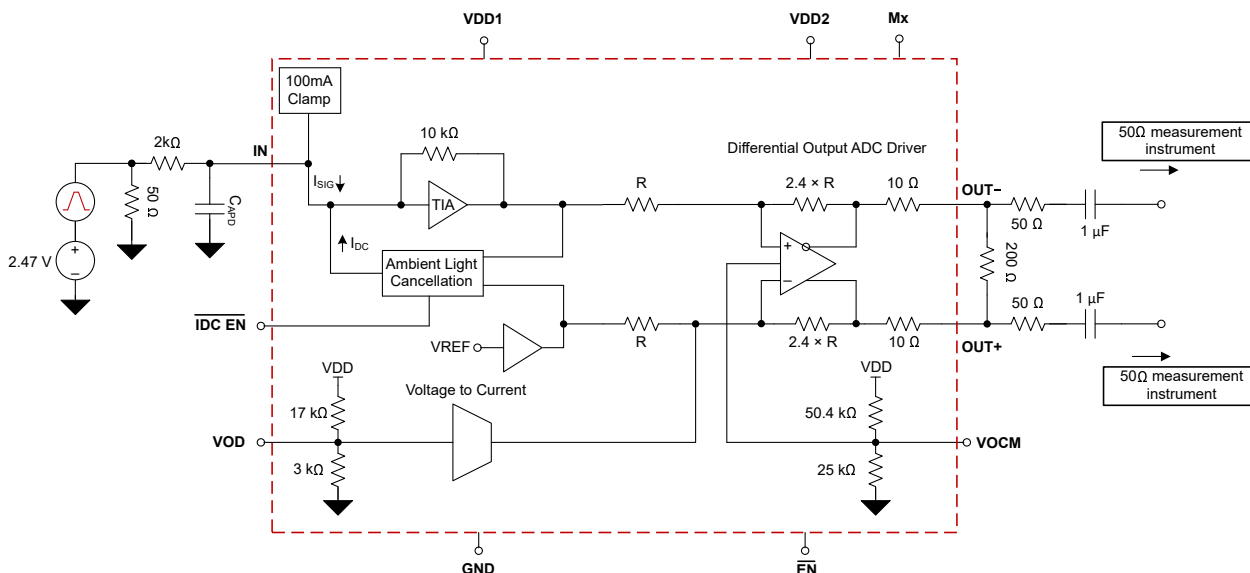 VDD1
VDD2
Mx
100mA
Clamp
2kΩ
IN
10 kΩ
Differential Output ADC Driver
50Ω measurement
instrument
50 Ω
CAPD
ISIG
TIA
R
2.4 × R
10 Ω
OUT−
50 Ω
1 µF
+
−
2.47 V
IDC
Ambient Light
Cancellation
+
−
200 Ω
50 Ω
1 µF
IDC EN
VREF
R
2.4 × R
10 Ω
OUT+
50Ω measurement
instrument
VDD
Voltage to Current
VDD
17 kΩ
50.4 kΩ
VOD
VOCM
3 kΩ
25 kΩ
GND
EN